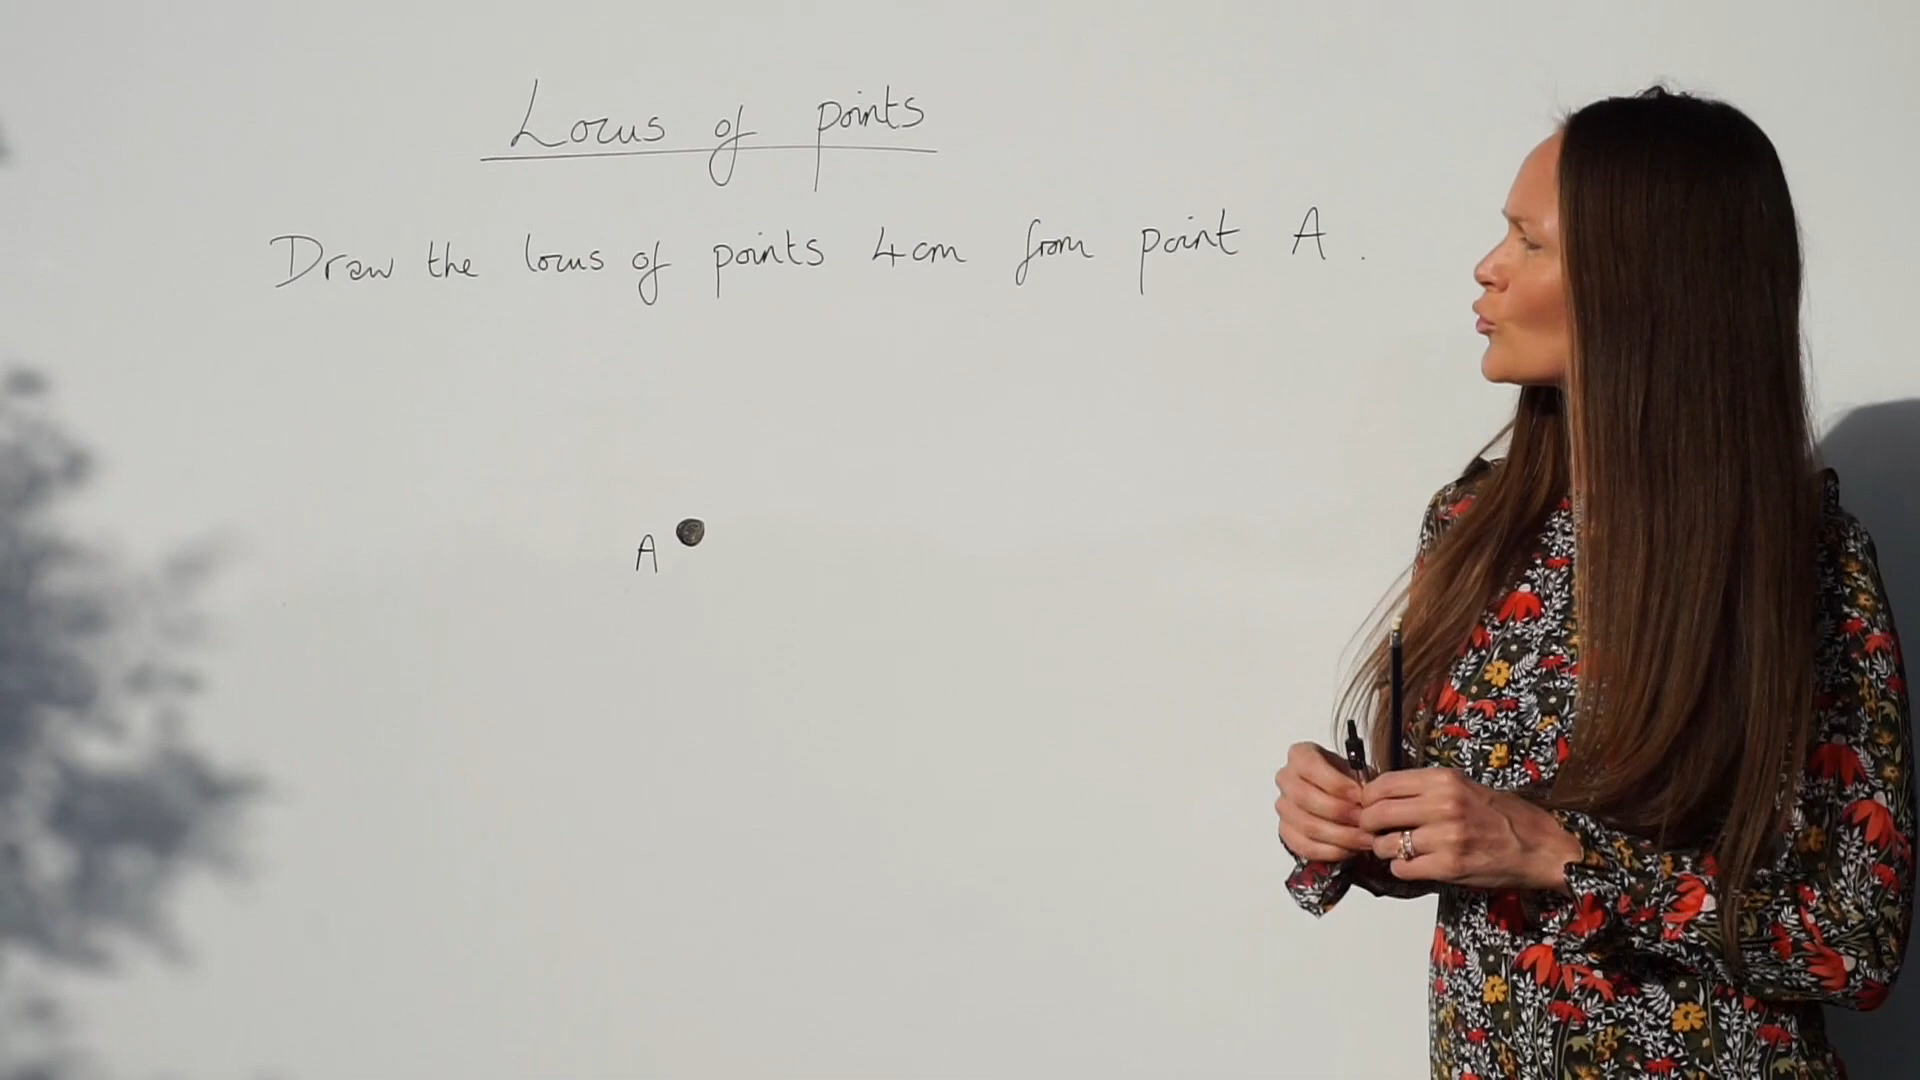 Locus of points
Draw the locus of points 4cm from point A.
A